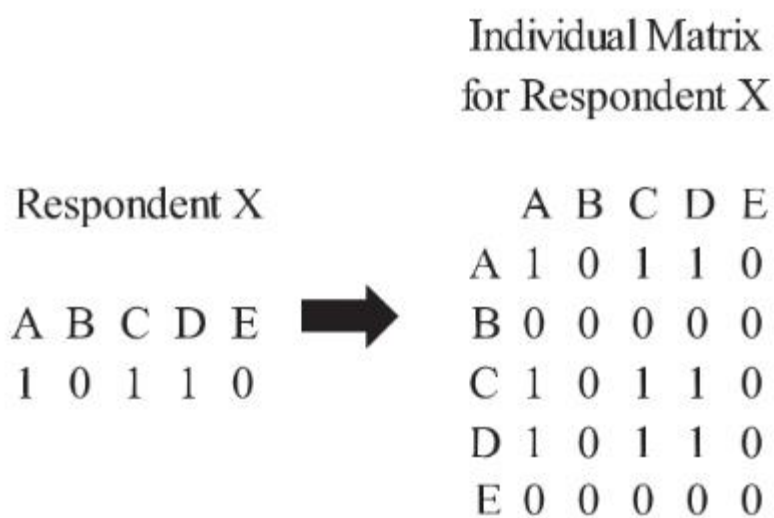 Respondent X
A B C D E
1 0 1 1 0
Individual Matrix
for Respondent X
A B C D E
A 1 0 1 1 0
B 0 0 0 0 0
C 1 0 1 1 0
D 1 0 1 1 0
E 0 0 0 0 0